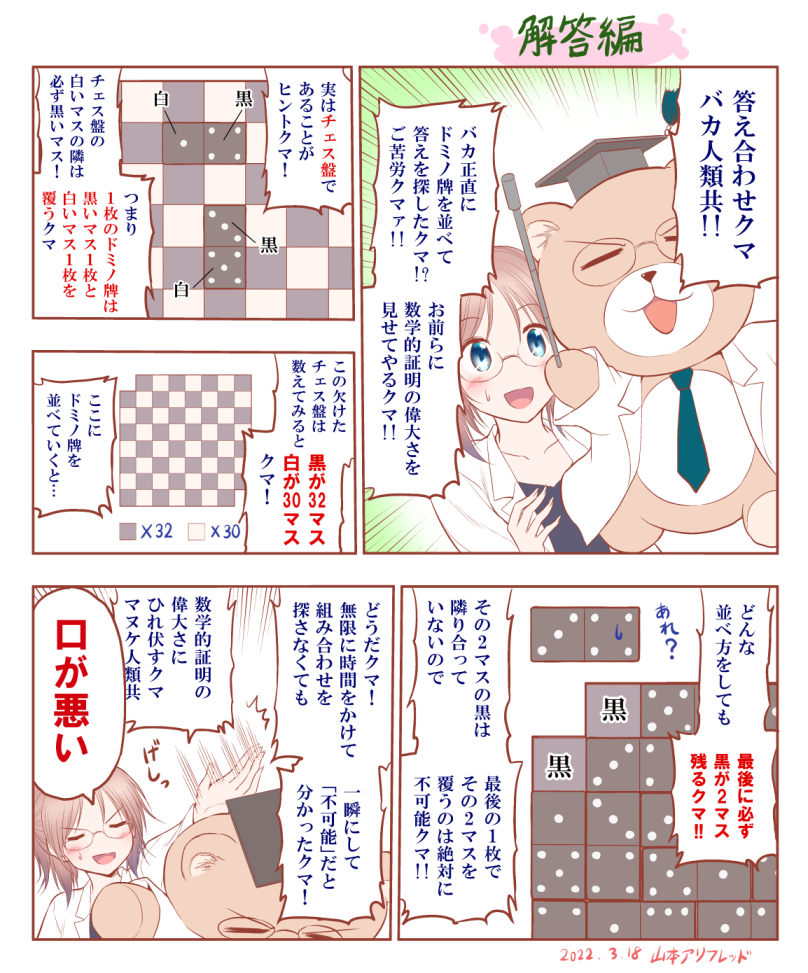 解答編
答え合わせクマ
バカ人類共!!
バカ正直に
ドミノ牌を並べて
答えを探したクマ!?
ご苦労クマァ!!
お前らに
数学的証明の偉大さを
見せてやるクマ!!
実はチェス盤で
あることが
ヒントクマ!
白
黒
黒
白
チェス盤の
白いマスの隣は
必ず黒いマス!
つまり
1枚のドミノ牌は
黒いマス1枚と
白いマス1枚を
覆うクマ
この欠けた
チェス盤は
数えてみると
黒が32マス
白が30マス
クマ!
×32
×30
ここに
ドミノ牌を
並べていくと…
どんな
並べ方をしても
最後に必ず
黒が2マス
残るクマ!!
あれ?
黒
黒
その2マスの黒は
隣り合って
いないので
最後の1枚で
その2マスを
覆うのは絶対に
不可能クマ!!
どうだクマ!
無限に時間をかけて
組み合わせを
探さなくても
一瞬にして
「不可能」だと
分かったクマ!
数学的証明の
偉大さに
ひれ伏すクマ
マヌケ人類共
げしっ
口が悪い
2022.3.18 山本アリフレッド